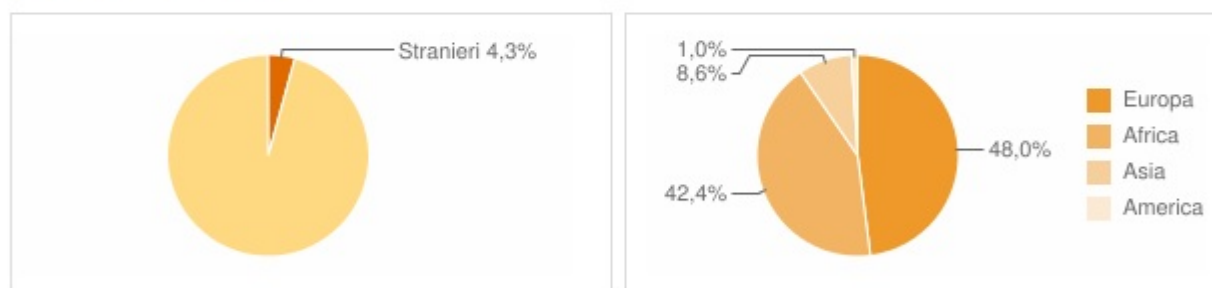 Stranieri 4,3%
1,0%
8,6%
42,4%
48,0%
Europa
Africa
Asia
America